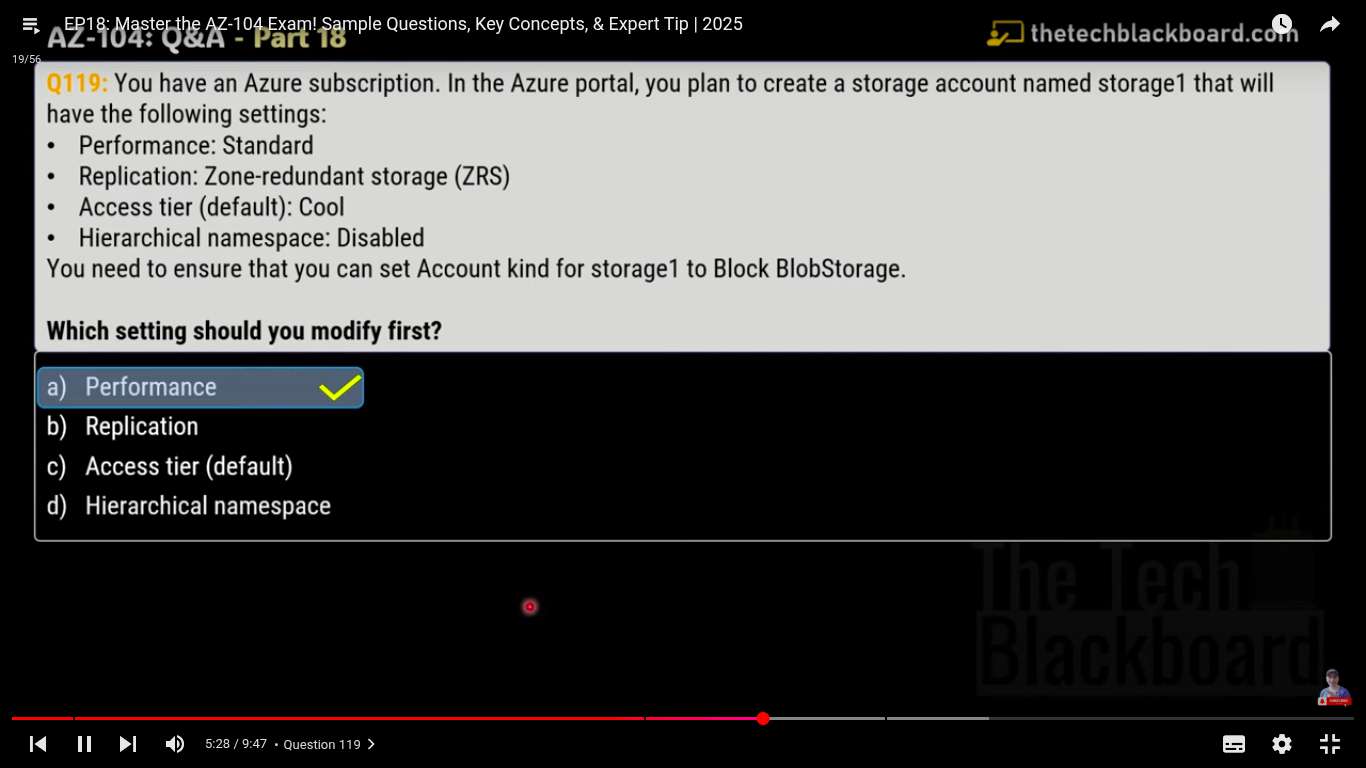 EP18: Master the AZ-104 Exam! Sample Questions, Key Concepts, & Expert Tip | 2025
AZ-104: Q&A - Part 18
thetechblackboard.com
19/56
Q119: You have an Azure subscription. In the Azure portal, you plan to create a storage account named storage1 that will
have the following settings:
• Performance: Standard
• Replication: Zone-redundant storage (ZRS)
• Access tier (default): Cool
• Hierarchical namespace: Disabled
You need to ensure that you can set Account kind for storage1 to Block BlobStorage.
Which setting should you modify first?
a) Performance
b) Replication
c) Access tier (default)
d) Hierarchical namespace
The Tech
Blackboard
5:28 / 9:47 • Question 119